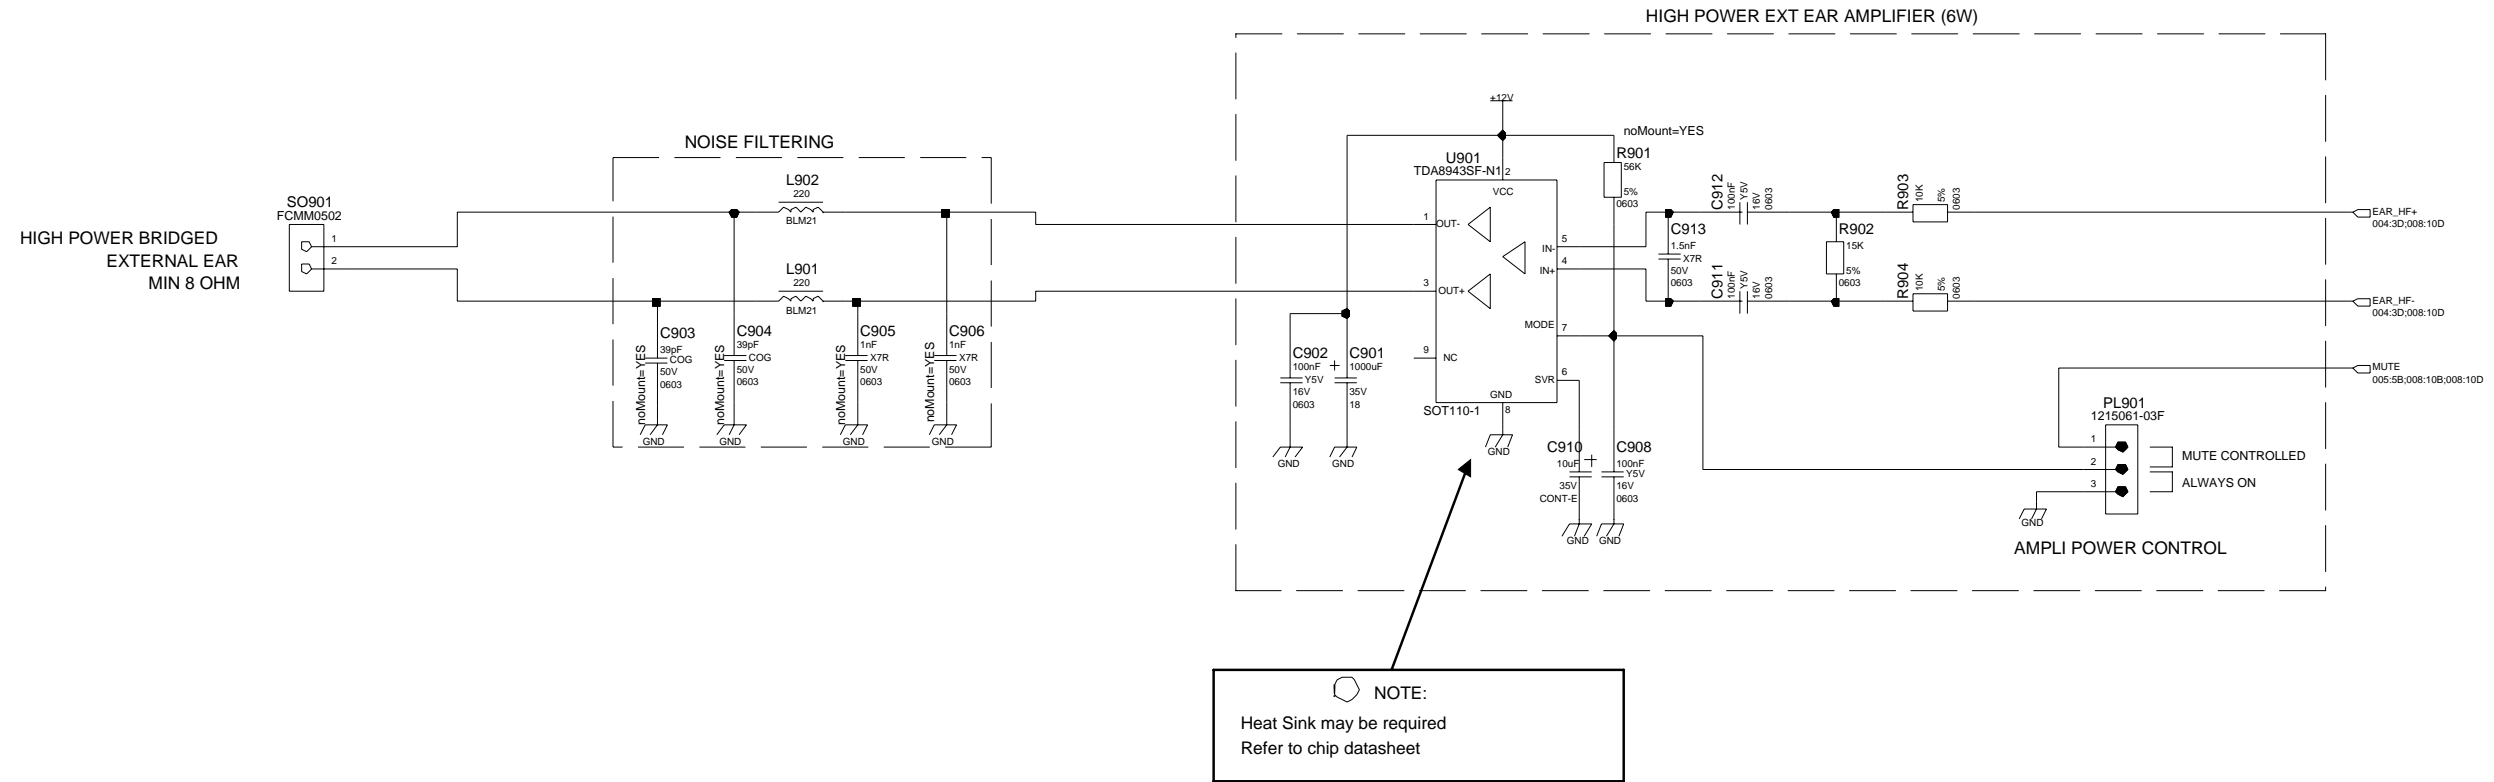 HIGH POWER EXT EAR AMPLIFIER (6W)
NOISE FILTERING
HIGH POWER BRIDGED
EXTERNAL EAR
MIN 8 OHM
SO901
FCMM0502
1
2
L902
220
BLM21
L901
220
BLM21
C903
39pF
COG
50V
0603
noMount=YES
GND
C904
39pF
COG
50V
0603
noMount=YES
GND
C905
1nF
X7R
50V
0603
noMount=YES
GND
C906
1nF
X7R
50V
0603
noMount=YES
GND
+12V
noMount=YES
R901
56K
5%
0603
U901
TDA8943SF-N1
2
VCC
1
OUT-
3
OUT+
9
NC
5
IN-
4
IN+
MODE
7
6
SVR
GND
8
SOT110-1
GND
C902
100nF
Y5V
16V
0603
GND
C901
+
1000uF
35V
18
GND
C910
10uF
+
35V
CONT-E
GND
C908
100nF
Y5V
16V
0603
GND
C913
1.5nF
X7R
50V
0603
C912
100nF
Y5V
16V
0603
C911
100nF
Y5V
16V
0603
R902
15K
5%
0603
R903
10K
5%
0603
R904
10K
5%
0603
EAR_HF+
004:3D;008:10D
EAR_HF-
004:3D;008:10D
MUTE
005:5B;008:10B;008:10D
PL901
1215061-03F
1
2
3
MUTE CONTROLLED
ALWAYS ON
GND
AMPLI POWER CONTROL
NOTE:
Heat Sink may be required
Refer to chip datasheet